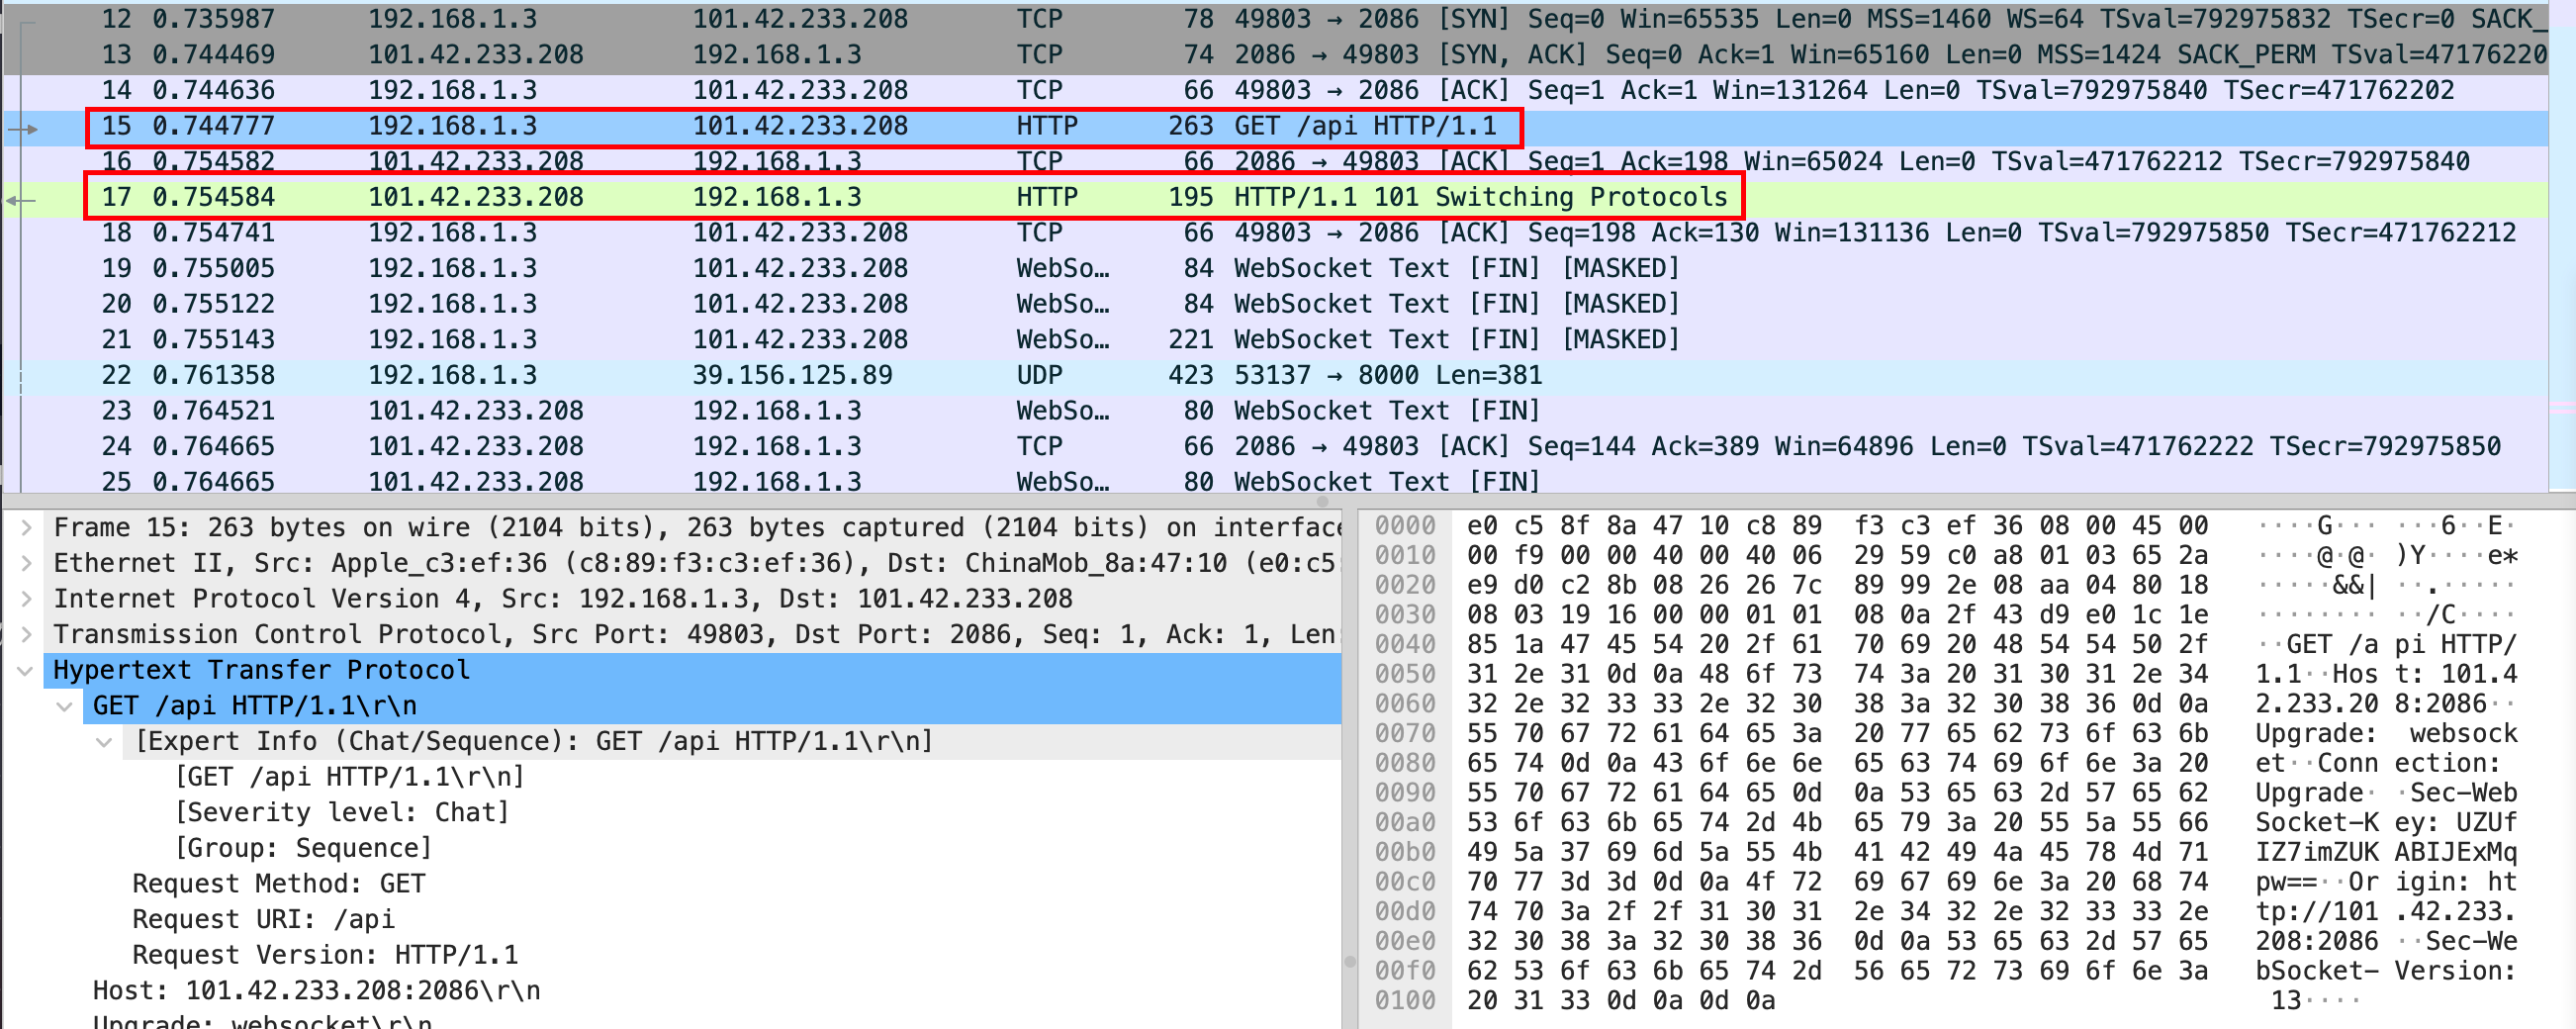 12 0.735987 192.168.1.3 101.42.233.208 TCP 78 49803 → 2086 [SYN] Seq=0 Win=65535 Len=0 MSS=1460 WS=64 TSval=792975832 TSecr=0 SACK_
13 0.744469 101.42.233.208 192.168.1.3 TCP 74 2086 → 49803 [SYN, ACK] Seq=0 Ack=1 Win=65160 Len=0 MSS=1424 SACK_PERM TSval=47176220
14 0.744636 192.168.1.3 101.42.233.208 TCP 66 49803 → 2086 [ACK] Seq=1 Ack=1 Win=131264 Len=0 TSval=792975840 TSecr=471762202
15 0.744777 192.168.1.3 101.42.233.208 HTTP 263 GET /api HTTP/1.1
16 0.754582 101.42.233.208 192.168.1.3 TCP 66 2086 → 49803 [ACK] Seq=1 Ack=198 Win=65024 Len=0 TSval=471762212 TSecr=792975840
17 0.754584 101.42.233.208 192.168.1.3 HTTP 195 HTTP/1.1 101 Switching Protocols
18 0.754741 192.168.1.3 101.42.233.208 TCP 66 49803 → 2086 [ACK] Seq=198 Ack=130 Win=131136 Len=0 TSval=792975850 TSecr=471762212
19 0.755005 192.168.1.3 101.42.233.208 WebSo… 84 WebSocket Text [FIN] [MASKED]
20 0.755122 192.168.1.3 101.42.233.208 WebSo… 84 WebSocket Text [FIN] [MASKED]
21 0.755143 192.168.1.3 101.42.233.208 WebSo… 221 WebSocket Text [FIN] [MASKED]
22 0.761358 192.168.1.3 39.156.125.89 UDP 423 53137 → 8000 Len=381
23 0.764521 101.42.233.208 192.168.1.3 WebSo… 80 WebSocket Text [FIN]
24 0.764665 101.42.233.208 192.168.1.3 TCP 66 2086 → 49803 [ACK] Seq=144 Ack=389 Win=64896 Len=0 TSval=471762222 TSecr=792975850
25 0.764665 101.42.233.208 192.168.1.3 WebSo… 80 WebSocket Text [FIN]
Frame 15: 263 bytes on wire (2104 bits), 263 bytes captured (2104 bits) on interface
Ethernet II, Src: Apple_c3:ef:36 (c8:89:f3:c3:ef:36), Dst: ChinaMob_8a:47:10 (e0:c5:
Internet Protocol Version 4, Src: 192.168.1.3, Dst: 101.42.233.208
Transmission Control Protocol, Src Port: 49803, Dst Port: 2086, Seq: 1, Ack: 1, Len:
Hypertext Transfer Protocol
GET /api HTTP/1.1\r\n
[Expert Info (Chat/Sequence): GET /api HTTP/1.1\r\n]
[GET /api HTTP/1.1\r\n]
[Severity level: Chat]
[Group: Sequence]
Request Method: GET
Request URI: /api
Request Version: HTTP/1.1
Host: 101.42.233.208:2086\r\n
Upgrade: websocket\r\n
0000 e0 c5 8f 8a 47 10 c8 89 f3 c3 ef 36 08 00 45 00 ····G··· ···6··E·
0010 00 f9 00 00 40 00 40 06 29 59 c0 a8 01 03 65 2a ····@·@· )Y····e*
0020 e9 d0 c2 8b 08 26 26 7c 89 99 2e 08 aa 04 80 18 ·····&&| ··.·····
0030 08 03 19 16 00 00 01 01 08 0a 2f 43 d9 e0 1c 1e ········ ··/C····
0040 85 1a 47 45 54 20 2f 61 70 69 20 48 54 54 50 2f ··GET /a pi HTTP/
0050 31 2e 31 0d 0a 48 6f 73 74 3a 20 31 30 31 2e 34 1.1··Hos t: 101.4
0060 32 2e 32 33 33 2e 32 30 38 3a 32 30 38 36 0d 0a 2.233.20 8:2086··
0070 55 70 67 72 61 64 65 3a 20 77 65 62 73 6f 63 6b Upgrade: websock
0080 65 74 0d 0a 43 6f 6e 6e 65 63 74 69 6f 6e 3a 20 et··Conn ection:
0090 55 70 67 72 61 64 65 0d 0a 53 65 63 2d 57 65 62 Upgrade· ·Sec-Web
00a0 53 6f 63 6b 65 74 2d 4b 65 79 3a 20 55 5a 55 66 Socket-K ey: UZUf
00b0 49 5a 37 69 6d 5a 55 4b 41 42 49 4a 45 78 4d 71 IZ7imZUK ABIJExMq
00c0 70 77 3d 3d 0d 0a 4f 72 69 67 69 6e 3a 20 68 74 pw==··Or igin: ht
00d0 74 70 3a 2f 2f 31 30 31 2e 34 32 2e 32 33 33 2e tp://101 .42.233.
00e0 32 30 38 3a 32 30 38 36 0d 0a 53 65 63 2d 57 65 208:2086 ··Sec-We
00f0 62 53 6f 63 6b 65 74 2d 56 65 72 73 69 6f 6e 3a bSocket- Version:
0100 20 31 33 0d 0a 0d 0a 13····